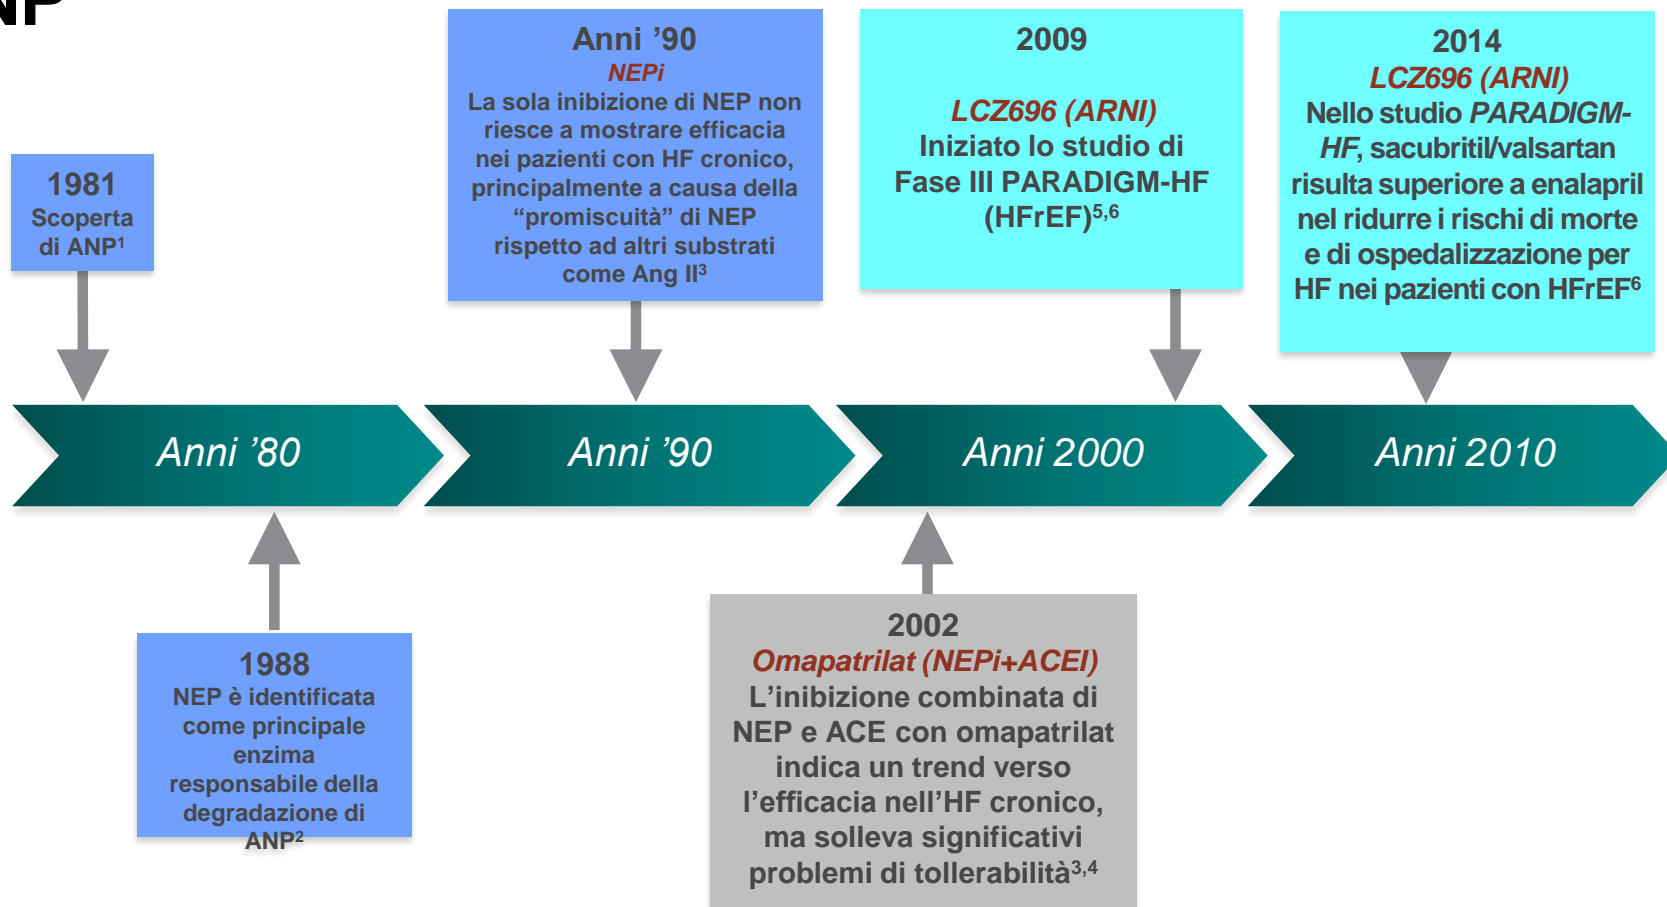 Anni ’90
NEPi
La sola inibizione di NEP non
riesce a mostrare efficacia
nei pazienti con HF cronico,
principalmente a causa della
“promiscuità” di NEP
rispetto ad altri substrati
come Ang II3
2009
LCZ696 (ARNI)
Iniziato lo studio di
Fase III PARADIGM-HF
(HFrEF)5,6
2014
LCZ696 (ARNI)
Nello studio PARADIGM-
HF, sacubritil/valsartan
risulta superiore a enalapril
nel ridurre i rischi di morte
e di ospedalizzazione per
HF nei pazienti con HFrEF6
1981
Scoperta
di ANP1
Anni ’80
Anni ’90
Anni 2000
Anni 2010
1988
NEP è identificata
come principale
enzima
responsabile della
degradazione di
ANP2
2002
Omapatrilat (NEPi+ACEI)
L’inibizione combinata di
NEP e ACE con omapatrilat
indica un trend verso
l’efficacia nell’HF cronico,
ma solleva significativi
problemi di tollerabilità3,4